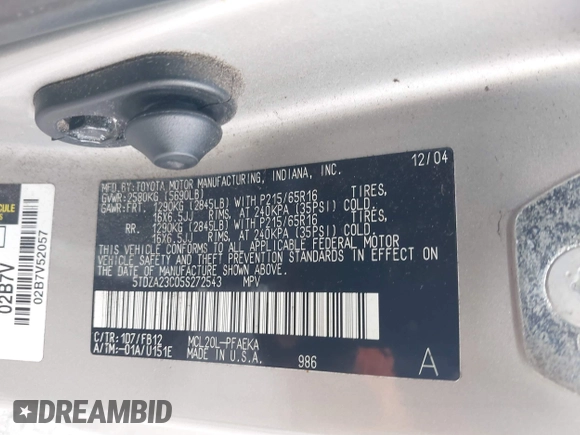 12/04
MFD.BY:TOYOTA MOTOR MANUFACTURING, INDIANA, INC.
GVWR:2580KG (5690LB)
GAWR:FRT. 1290KG (2845LB) WITH P215/65R16 TIRES,
16X6.5JJ RIMS, AT 240KPA (35PSI) COLD.
RR. 1290KG (2845LB) WITH P215/65R16 TIRES,
16X6.5JJ RIMS, AT 240KPA (35PSI) COLD.
THIS VEHICLE CONFORMS TO ALL APPLICABLE FEDERAL MOTOR
VEHICLE SAFETY STANDARDS IN EFFECT ON THE DATE OF
MANUFACTURE SHOWN ABOVE.
5TDZA23C05S272543 MPV
C/TR:1D7/FB12 MCL20L-PFAEKA
A/TM:-01A/U151E MADE IN U.S.A. 986 A
02B7V
02B7V52057
DREAMBID